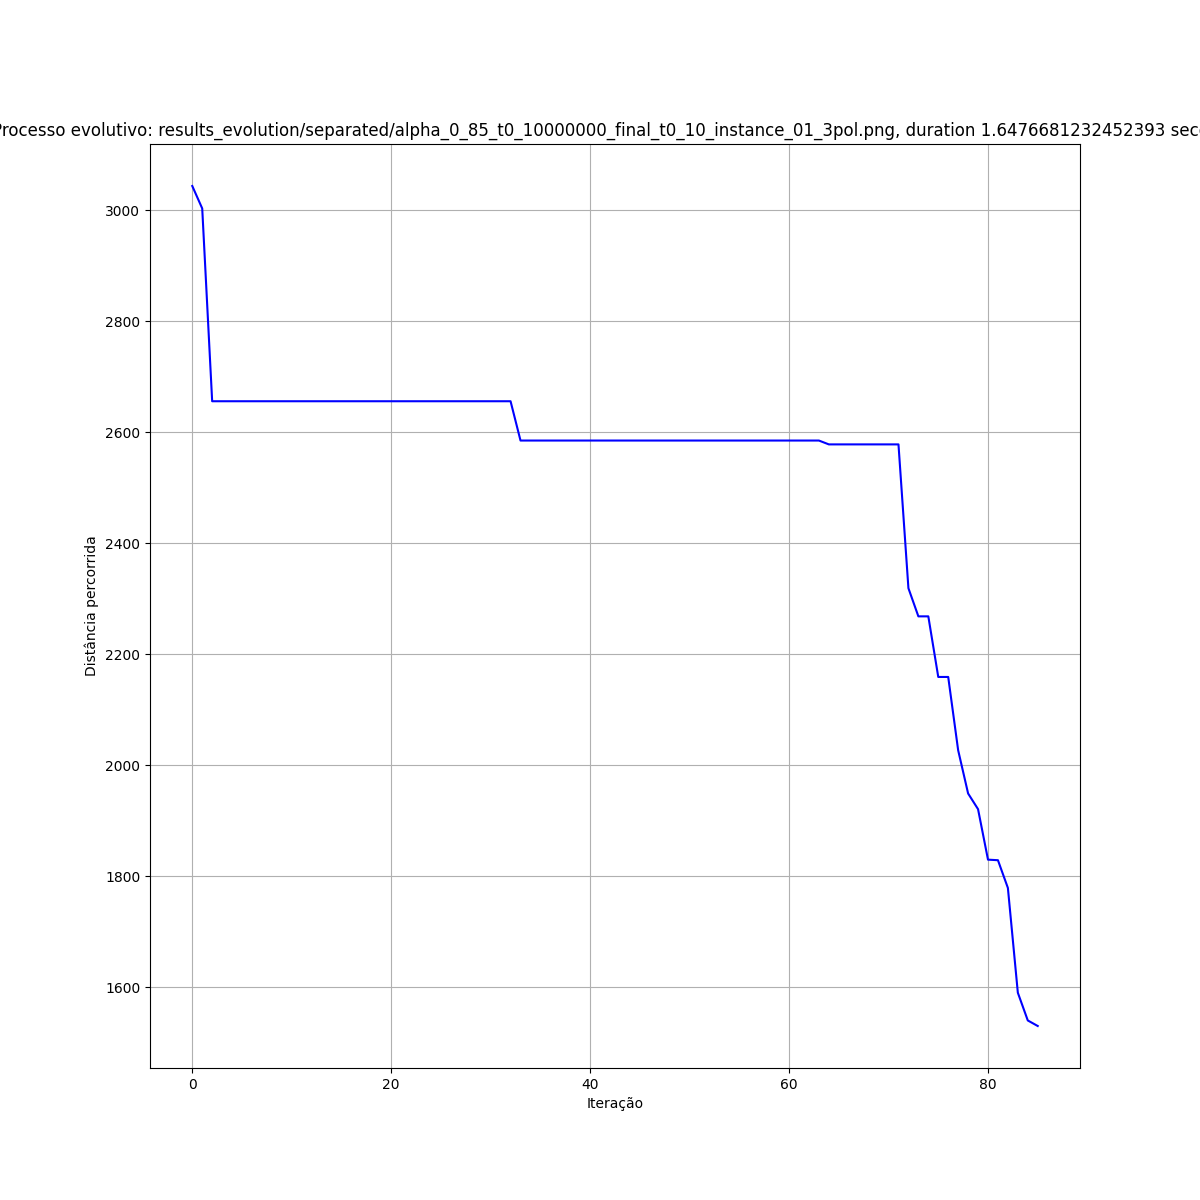 Processo evolutivo: results_evolution/separated/alpha_0_85_t0_10000000_final_t0_10_instance_01_3pol.png, duration 1.6476681232452393
3000
2800
2600
2400
2200
2000
1800
1600
Distância percorrida
0 20 40 60 80
Iteração